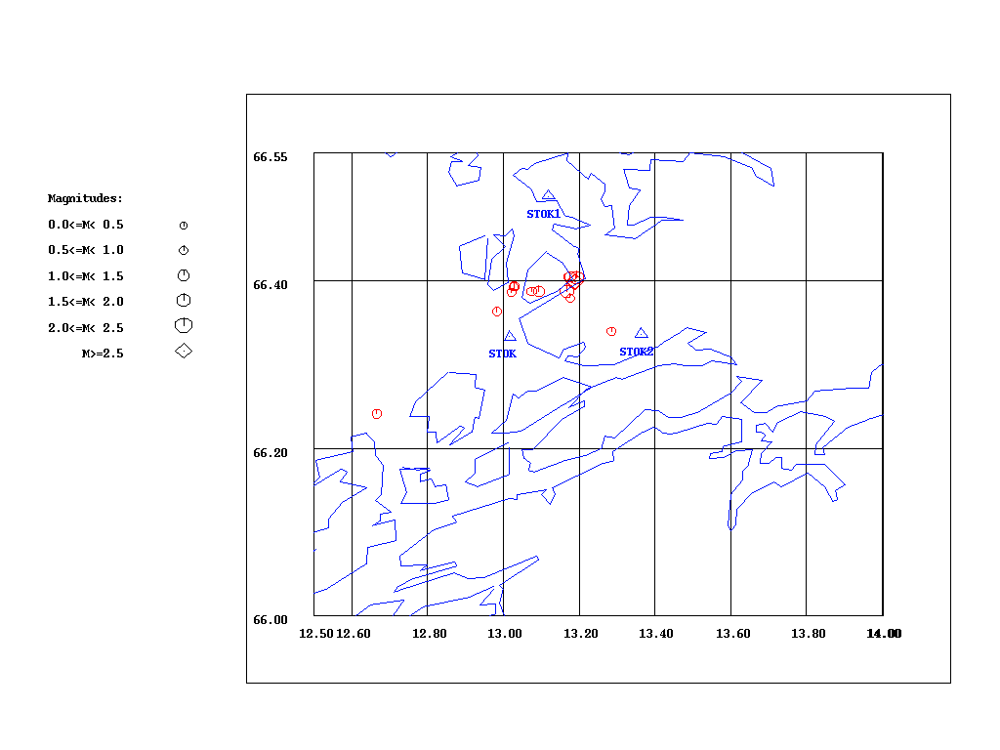 66.55
Magnitudes:
STOK1
0.0<=M< 0.5
0.5<=M< 1.0
1.0<=M< 1.5
66.40
1.5<=M< 2.0
2.0<=M< 2.5
M>=2.5
STOK
STOK2
66.20
66.00
12.50 12.60 12.80 13.00 13.20 13.40 13.60 13.80 14.00